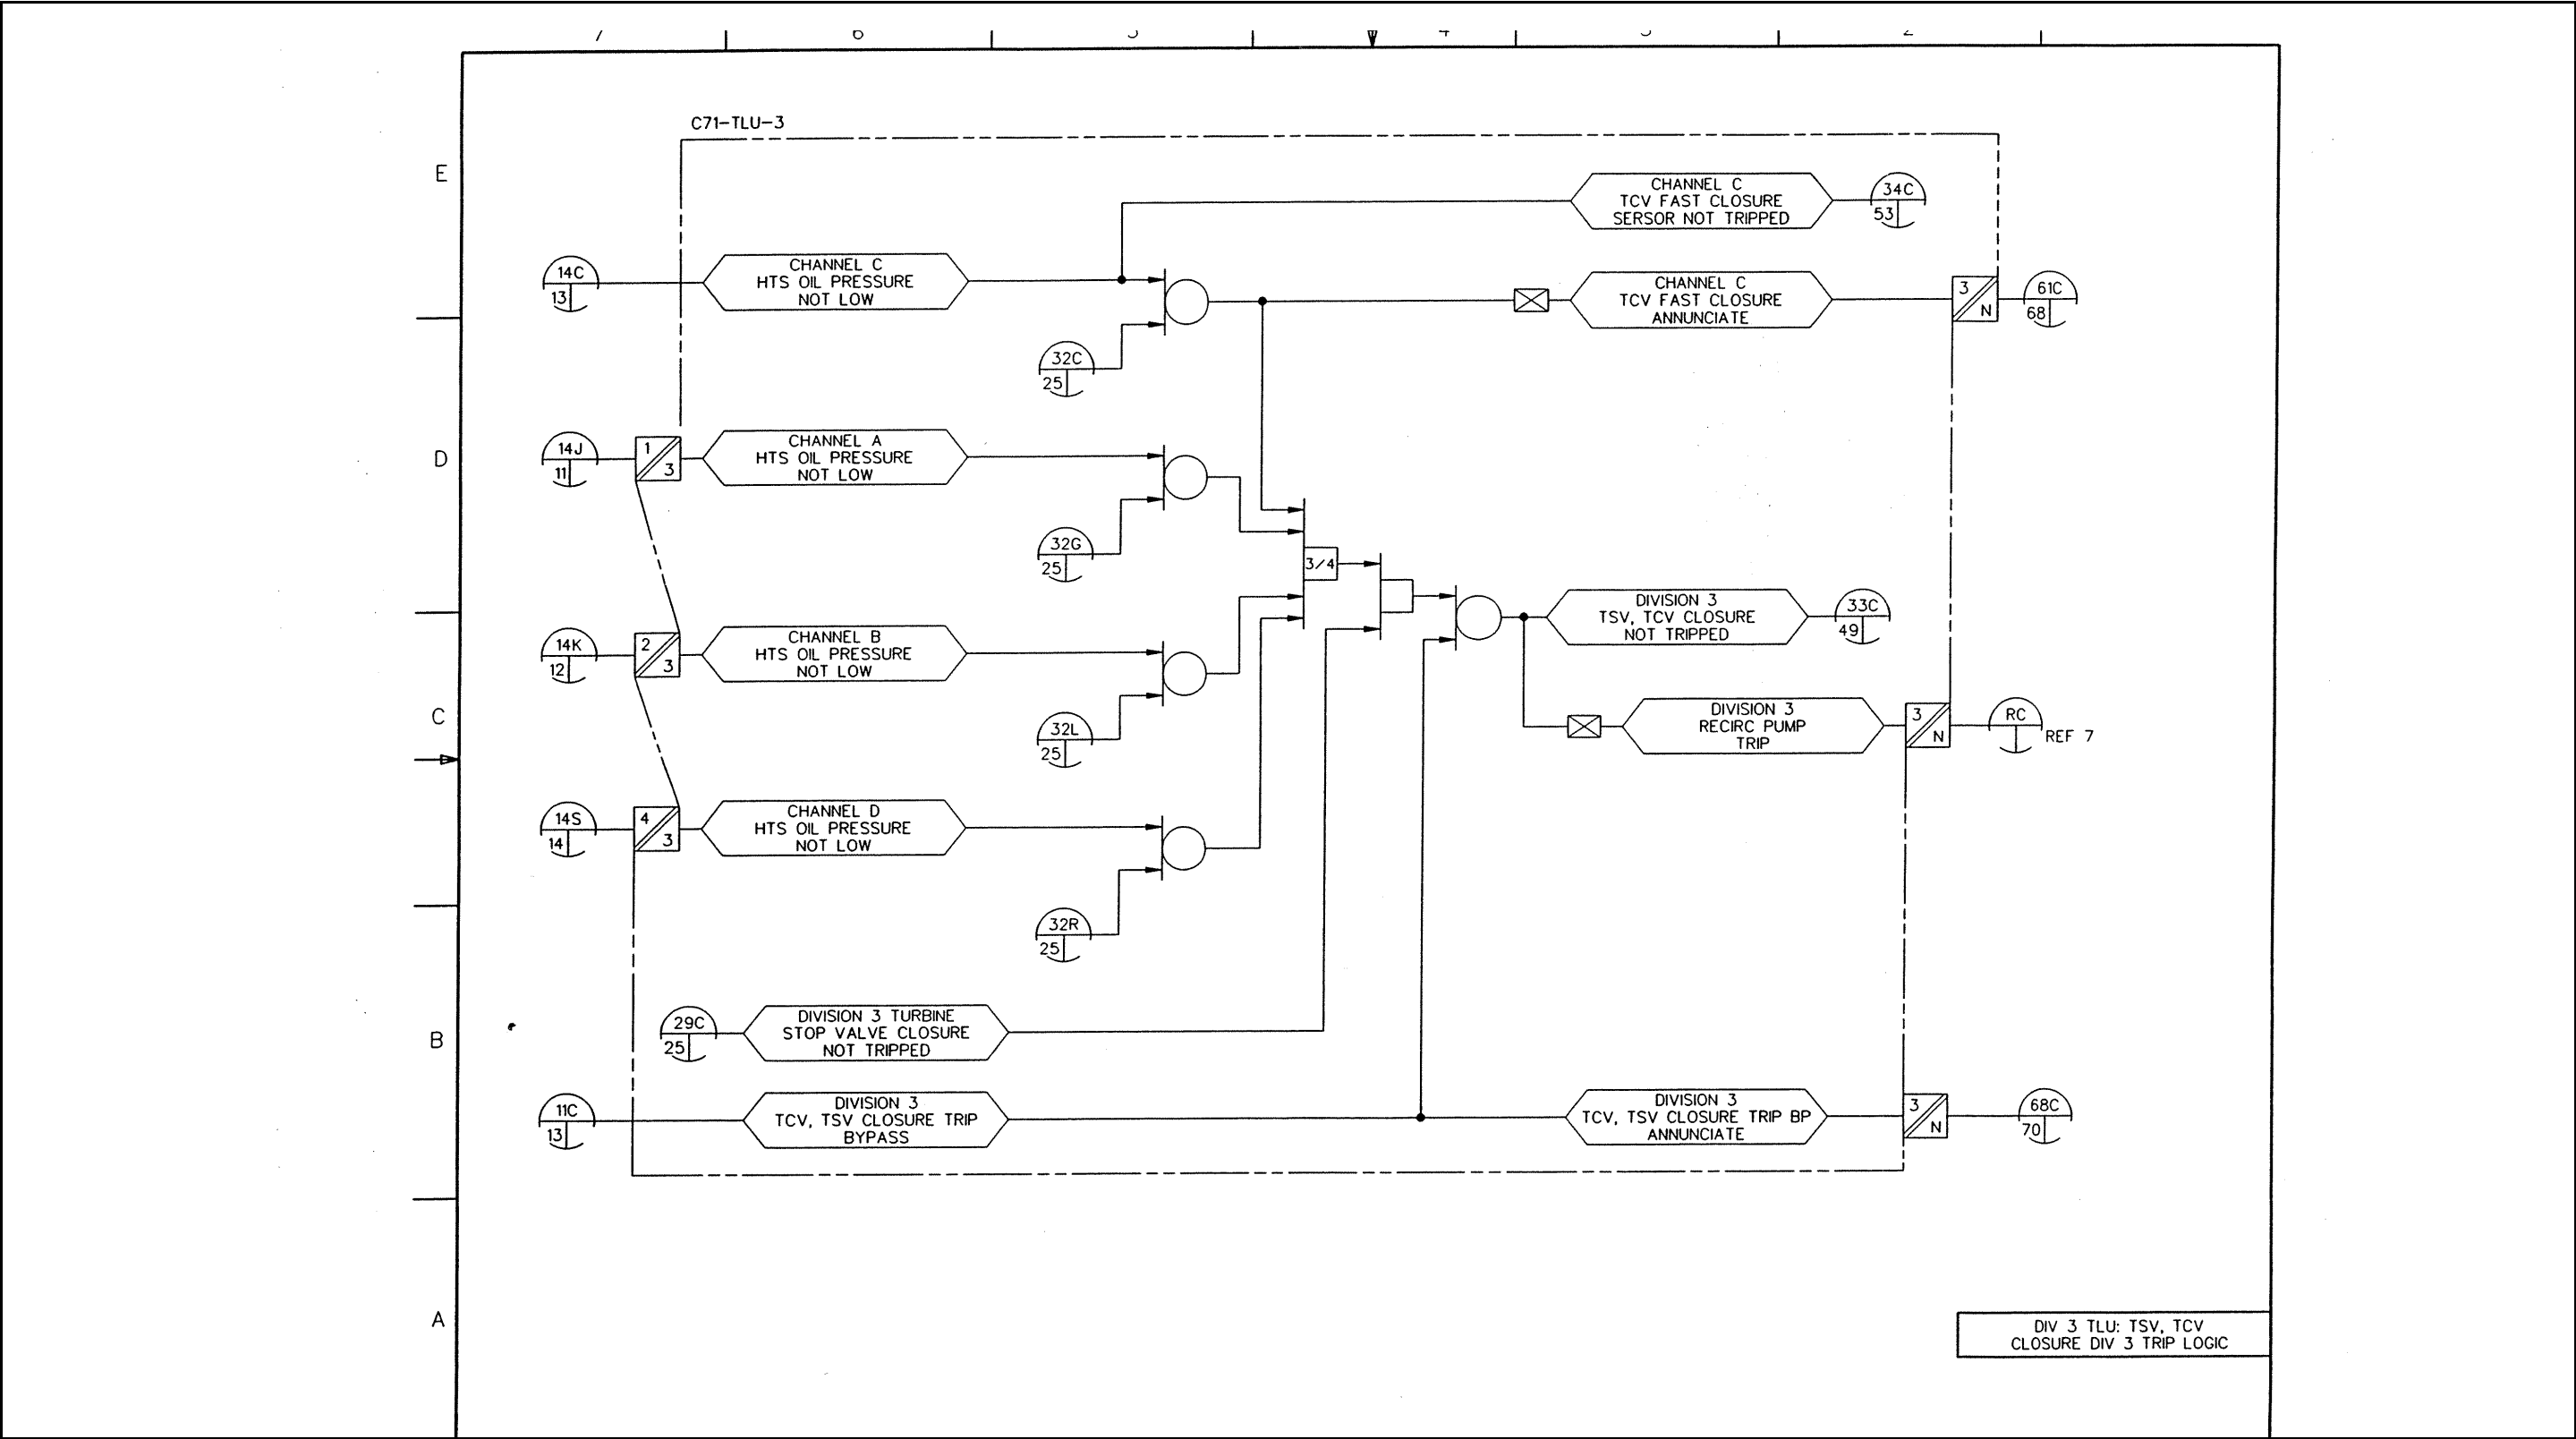 6
C71-TLU-3
E
CHANNEL C
TCV FAST CLOSURE
SERSOR NOT TRIPPED
34C
53
14C
13
CHANNEL C
HTS OIL PRESSURE
NOT LOW
CHANNEL C
TCV FAST CLOSURE
ANNUNCIATE
3
N
61C
68
32C
25
D
14J
11
1
3
CHANNEL A
HTS OIL PRESSURE
NOT LOW
32G
25
3/4
14K
12
2
3
CHANNEL B
HTS OIL PRESSURE
NOT LOW
DIVISION 3
TSV, TCV CLOSURE
NOT TRIPPED
33C
49
C
32L
25
DIVISION 3
RECIRC PUMP
TRIP
3
N
RC
REF 7
14S
14
4
3
CHANNEL D
HTS OIL PRESSURE
NOT LOW
32R
25
B
29C
25
DIVISION 3 TURBINE
STOP VALVE CLOSURE
NOT TRIPPED
11C
13
DIVISION 3
TCV, TSV CLOSURE TRIP
BYPASS
DIVISION 3
TCV, TSV CLOSURE TRIP BP
ANNUNCIATE
3
N
68C
70
A
DIV 3 TLU: TSV, TCV
CLOSURE DIV 3 TRIP LOGIC